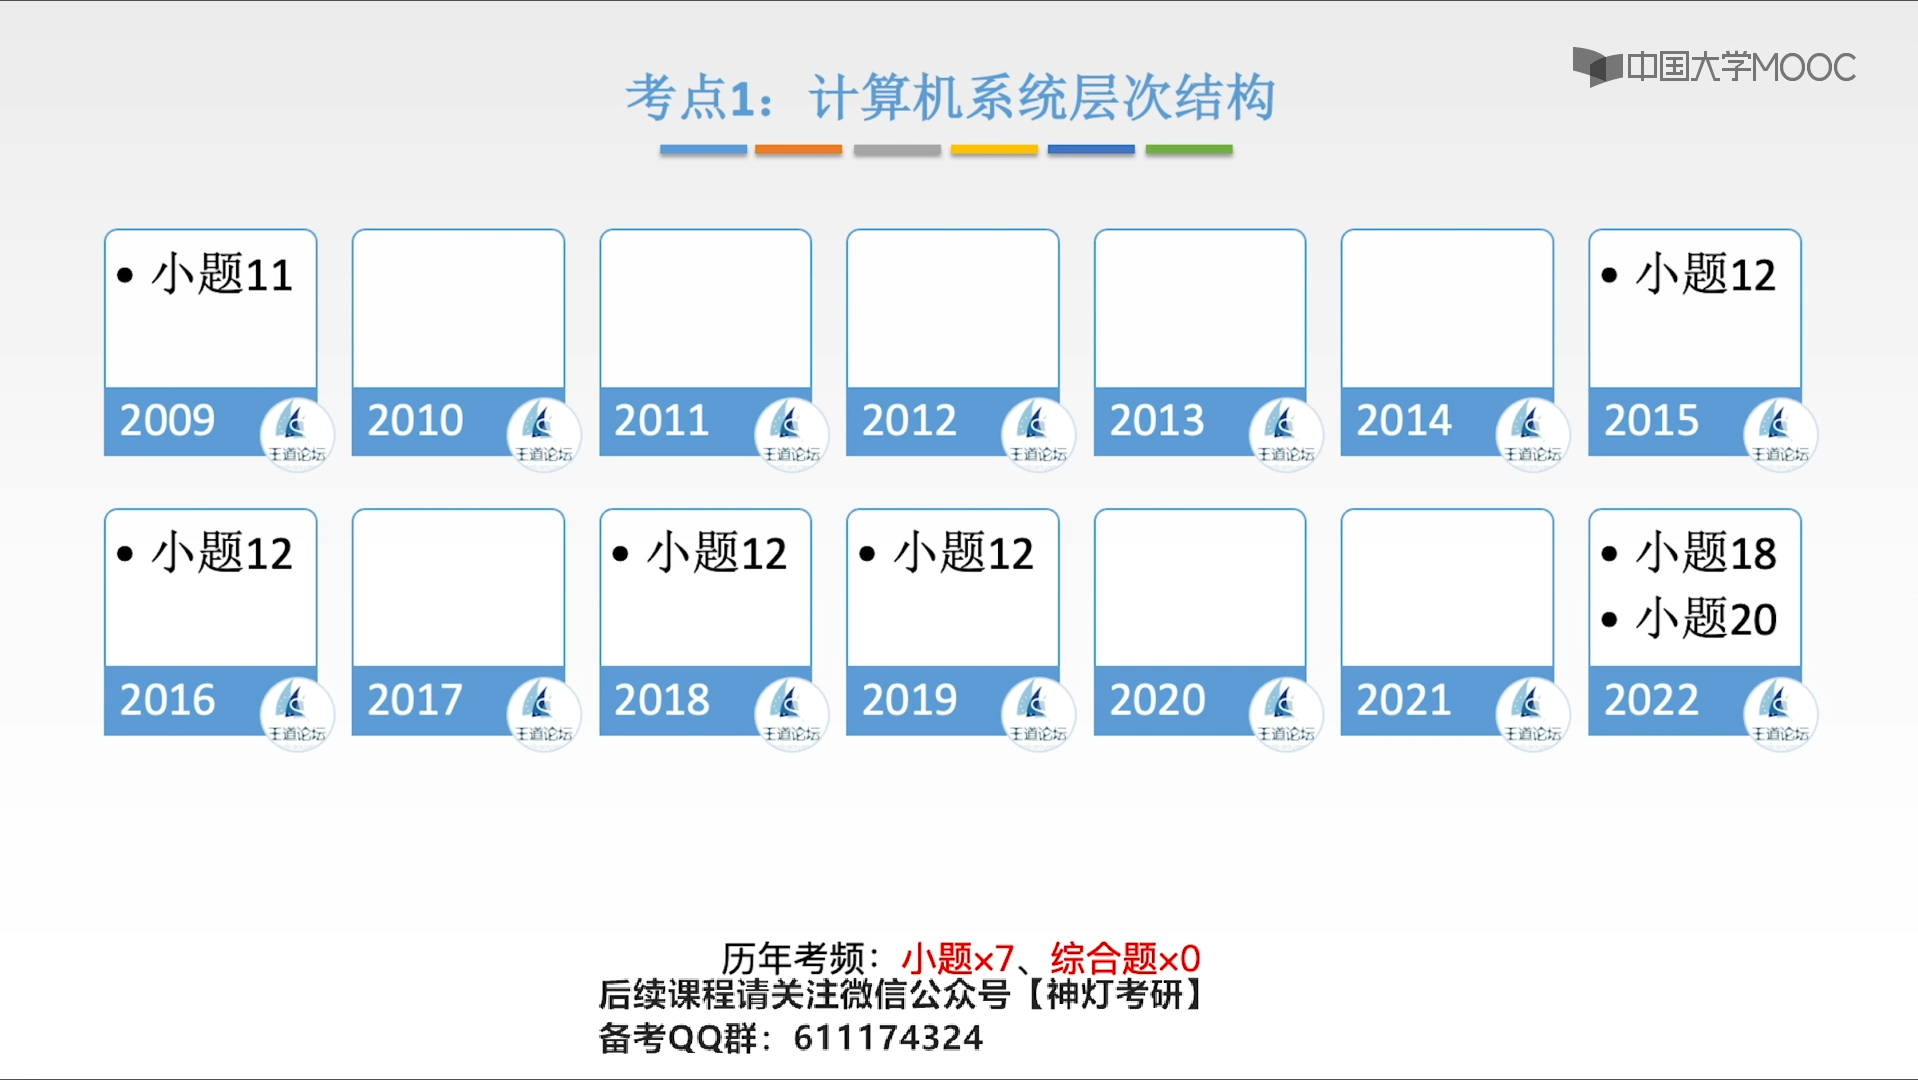 中国大学MOOC
考点1：计算机系统层次结构
• 小题11
• 小题12
2009
2010
2011
2012
2013
2014
2015
王道论坛
王道论坛
王道论坛
王道论坛
王道论坛
王道论坛
王道论坛
• 小题12
• 小题12
• 小题12
• 小题18
• 小题20
2016
2017
2018
2019
2020
2021
2022
王道论坛
王道论坛
王道论坛
王道论坛
王道论坛
王道论坛
王道论坛
历年考频：小题×7、综合题×0
后续课程请关注微信公众号【神灯考研】
备考QQ群：611174324